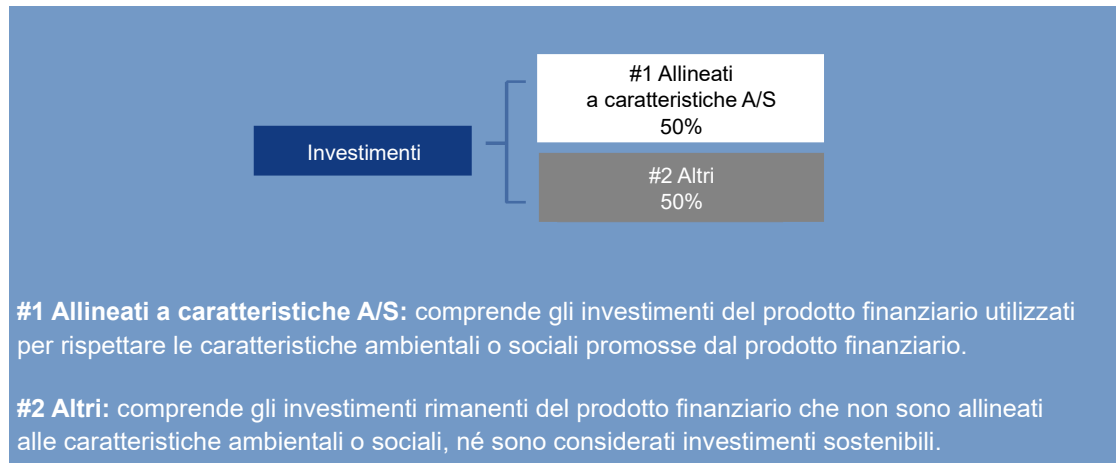 #1 Allineati
a caratteristiche A/S
50%
Investimenti
#2 Altri
50%
#1 Allineati a caratteristiche A/S: comprende gli investimenti del prodotto finanziario utilizzati
per rispettare le caratteristiche ambientali o sociali promosse dal prodotto finanziario.
#2 Altri: comprende gli investimenti rimanenti del prodotto finanziario che non sono allineati
alle caratteristiche ambientali o sociali, né sono considerati investimenti sostenibili.